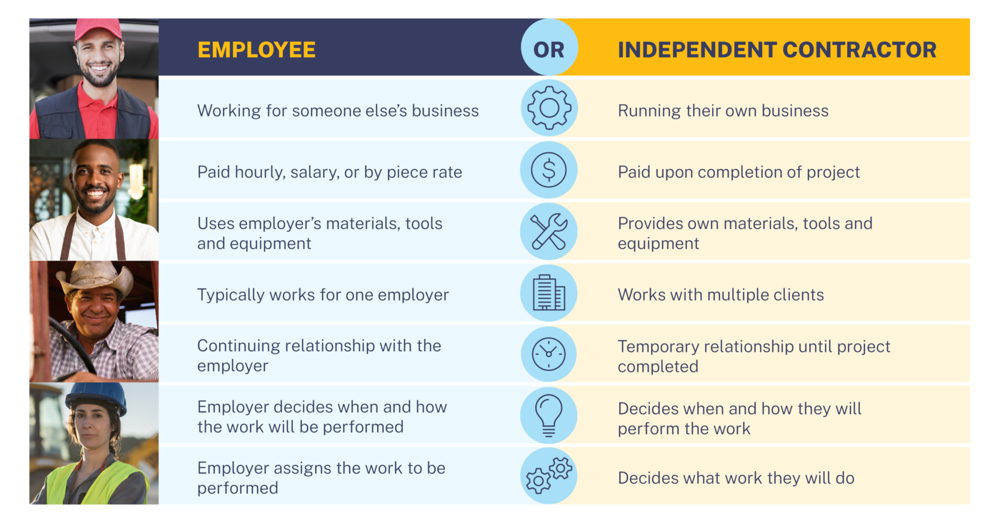 EMPLOYEE
OR
INDEPENDENT CONTRACTOR
Working for someone else’s business
Running their own business
Paid hourly, salary, or by piece rate
Paid upon completion of project
Uses employer’s materials, tools
and equipment
Provides own materials, tools and
equipment
Typically works for one employer
Works with multiple clients
Continuing relationship with the
employer
Temporary relationship until project
completed
Employer decides when and how
the work will be performed
Decides when and how they will
perform the work
Employer assigns the work to be
performed
Decides what work they will do